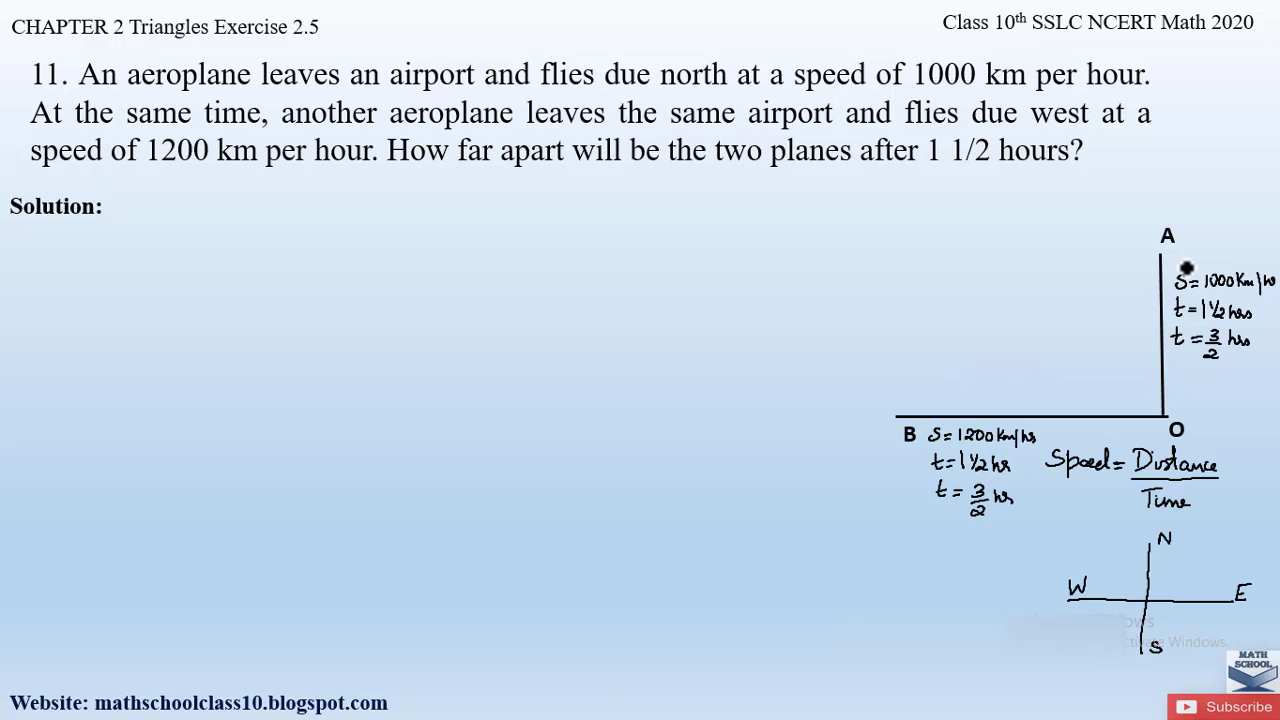 CHAPTER 2 Triangles Exercise 2.5
Class 10th SSLC NCERT Math 2020
11. An aeroplane leaves an airport and flies due north at a speed of 1000 km per hour.
At the same time, another aeroplane leaves the same airport and flies due west at a
speed of 1200 km per hour. How far apart will be the two planes after 1 1/2 hours?
Solution:
A
S = 1000 Km/hr
t = 1 1/2 hrs
t = 3/2 hrs
O
B S = 1200 Km/hr
t = 1 1/2 hr
t = 3/2 hr
Speed = Distance
Time
N
W E
S
MATH
SCHOOL
Website: mathschoolclass10.blogspot.com
Subscribe